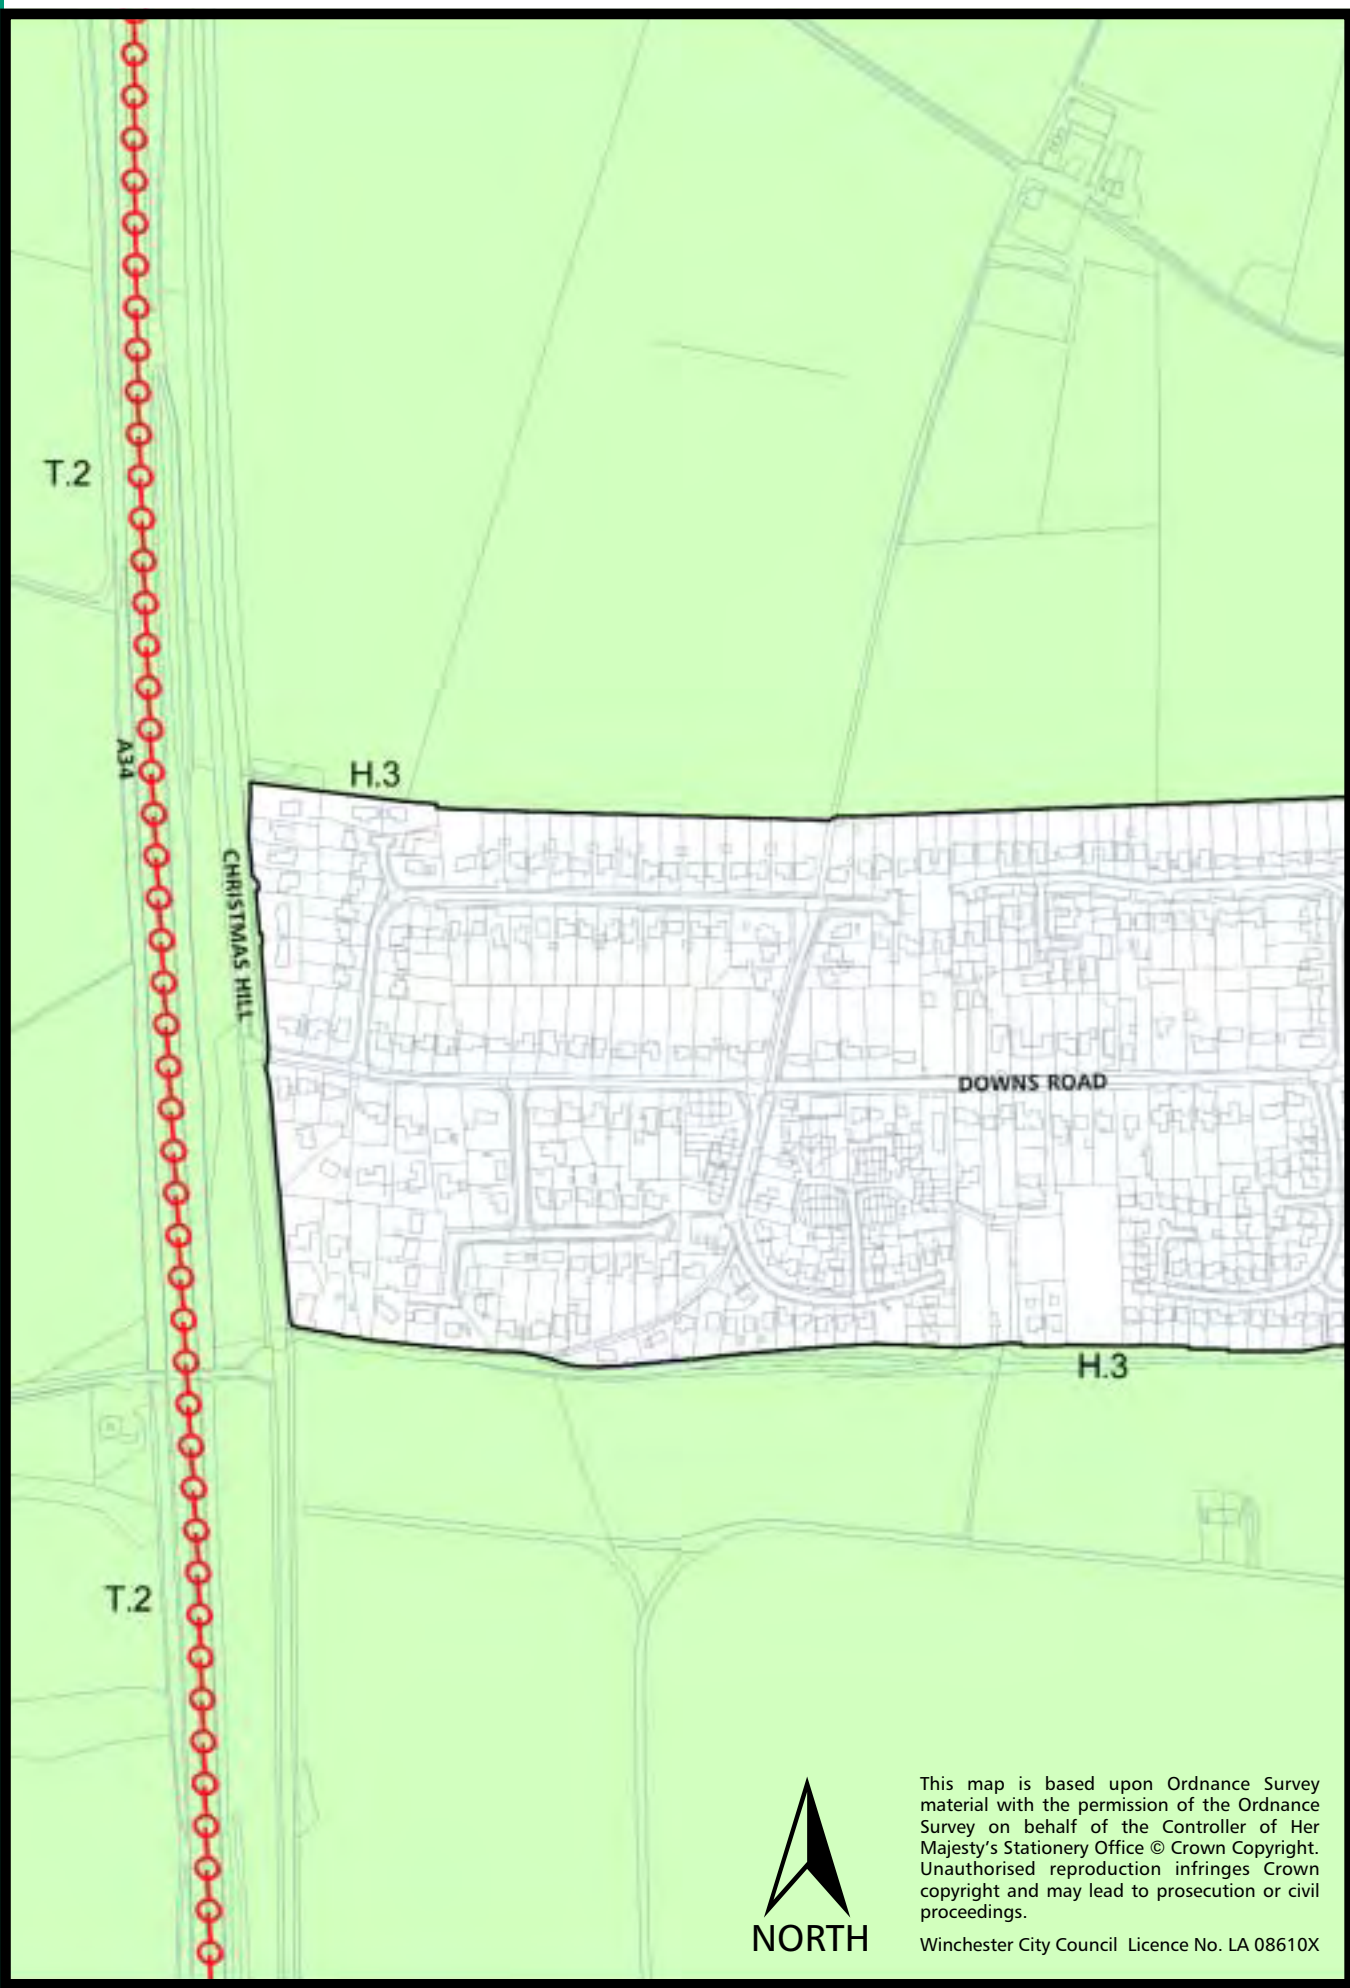 T.2
A34
H.3
CHRISTMAS HILL
DOWNS ROAD
H.3
T.2
NORTH
This map is based upon Ordnance Survey
material with the permission of the Ordnance
Survey on behalf of the Controller of Her
Majesty's Stationery Office © Crown Copyright.
Unauthorised reproduction infringes Crown
copyright and may lead to prosecution or civil
proceedings.
Winchester City Council Licence No. LA 08610X